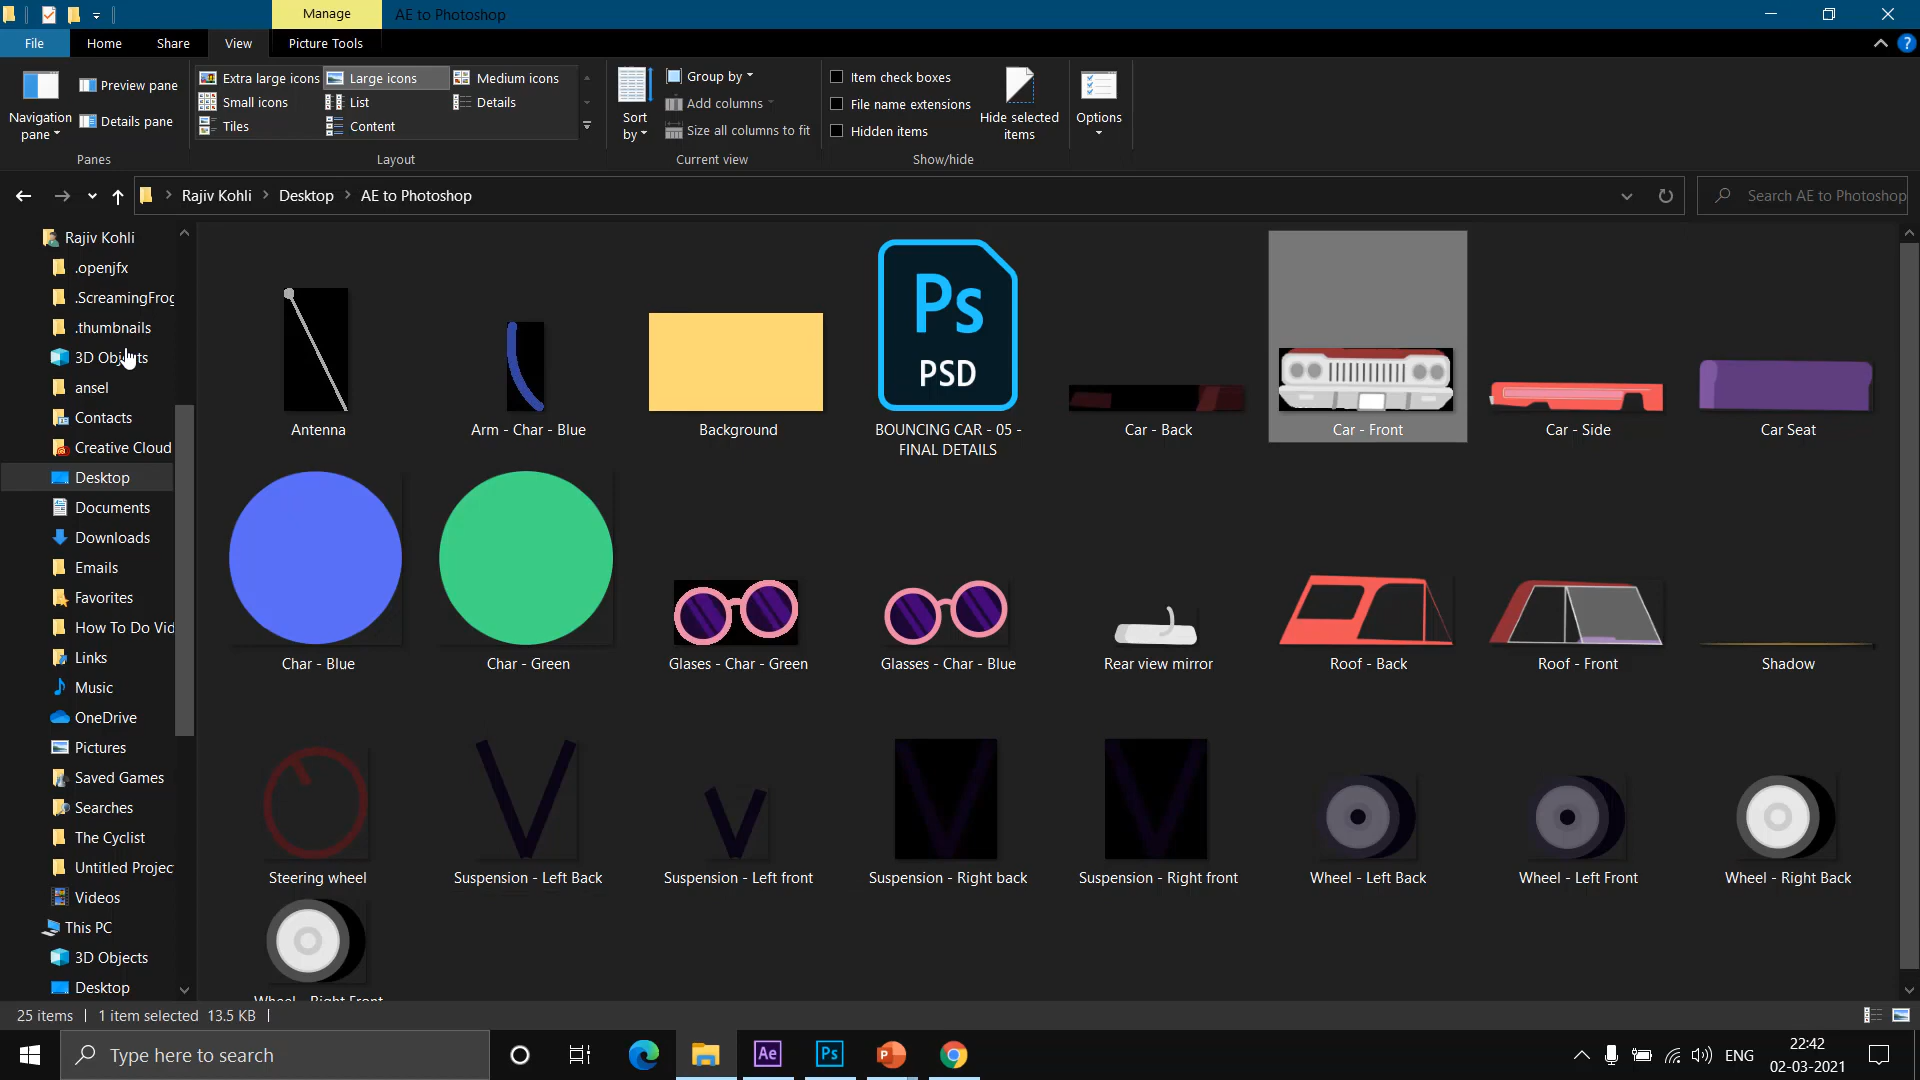 Manage
AE to Photoshop
File
Home
Share
View
Picture Tools
Navigation
pane
Preview pane
Details pane
Panes
Extra large icons
Large icons
Medium icons
Small icons
List
Details
Tiles
Content
Layout
Sort
by
Group by
Add columns
Size all columns to fit
Current view
Item check boxes
File name extensions
Hidden items
Hide selected
items
Show/hide
Options
Rajiv Kohli > Desktop > AE to Photoshop
Search AE to Photoshop
Rajiv Kohli
.openjfx
.ScreamingFrog
.thumbnails
3D Objects
ansel
Contacts
Creative Cloud
Desktop
Documents
Downloads
Emails
Favorites
How To Do Vid
Links
Music
OneDrive
Pictures
Saved Games
Searches
The Cyclist
Untitled Projec
Videos
This PC
3D Objects
Desktop
Ps
PSD
Antenna
Arm - Char - Blue
Background
BOUNCING CAR - 05 -
FINAL DETAILS
Car - Back
Car - Front
Car - Side
Car Seat
Char - Blue
Char - Green
Glases - Char - Green
Glasses - Char - Blue
Rear view mirror
Roof - Back
Roof - Front
Shadow
Steering wheel
Suspension - Left Back
Suspension - Left front
Suspension - Right back
Suspension - Right front
Wheel - Left Back
Wheel - Left Front
Wheel - Right Back
Wheel - Right Front
25 items
1 item selected 13.5 KB
Type here to search
Ae
Ps
P
ENG
22:42
02-03-2021